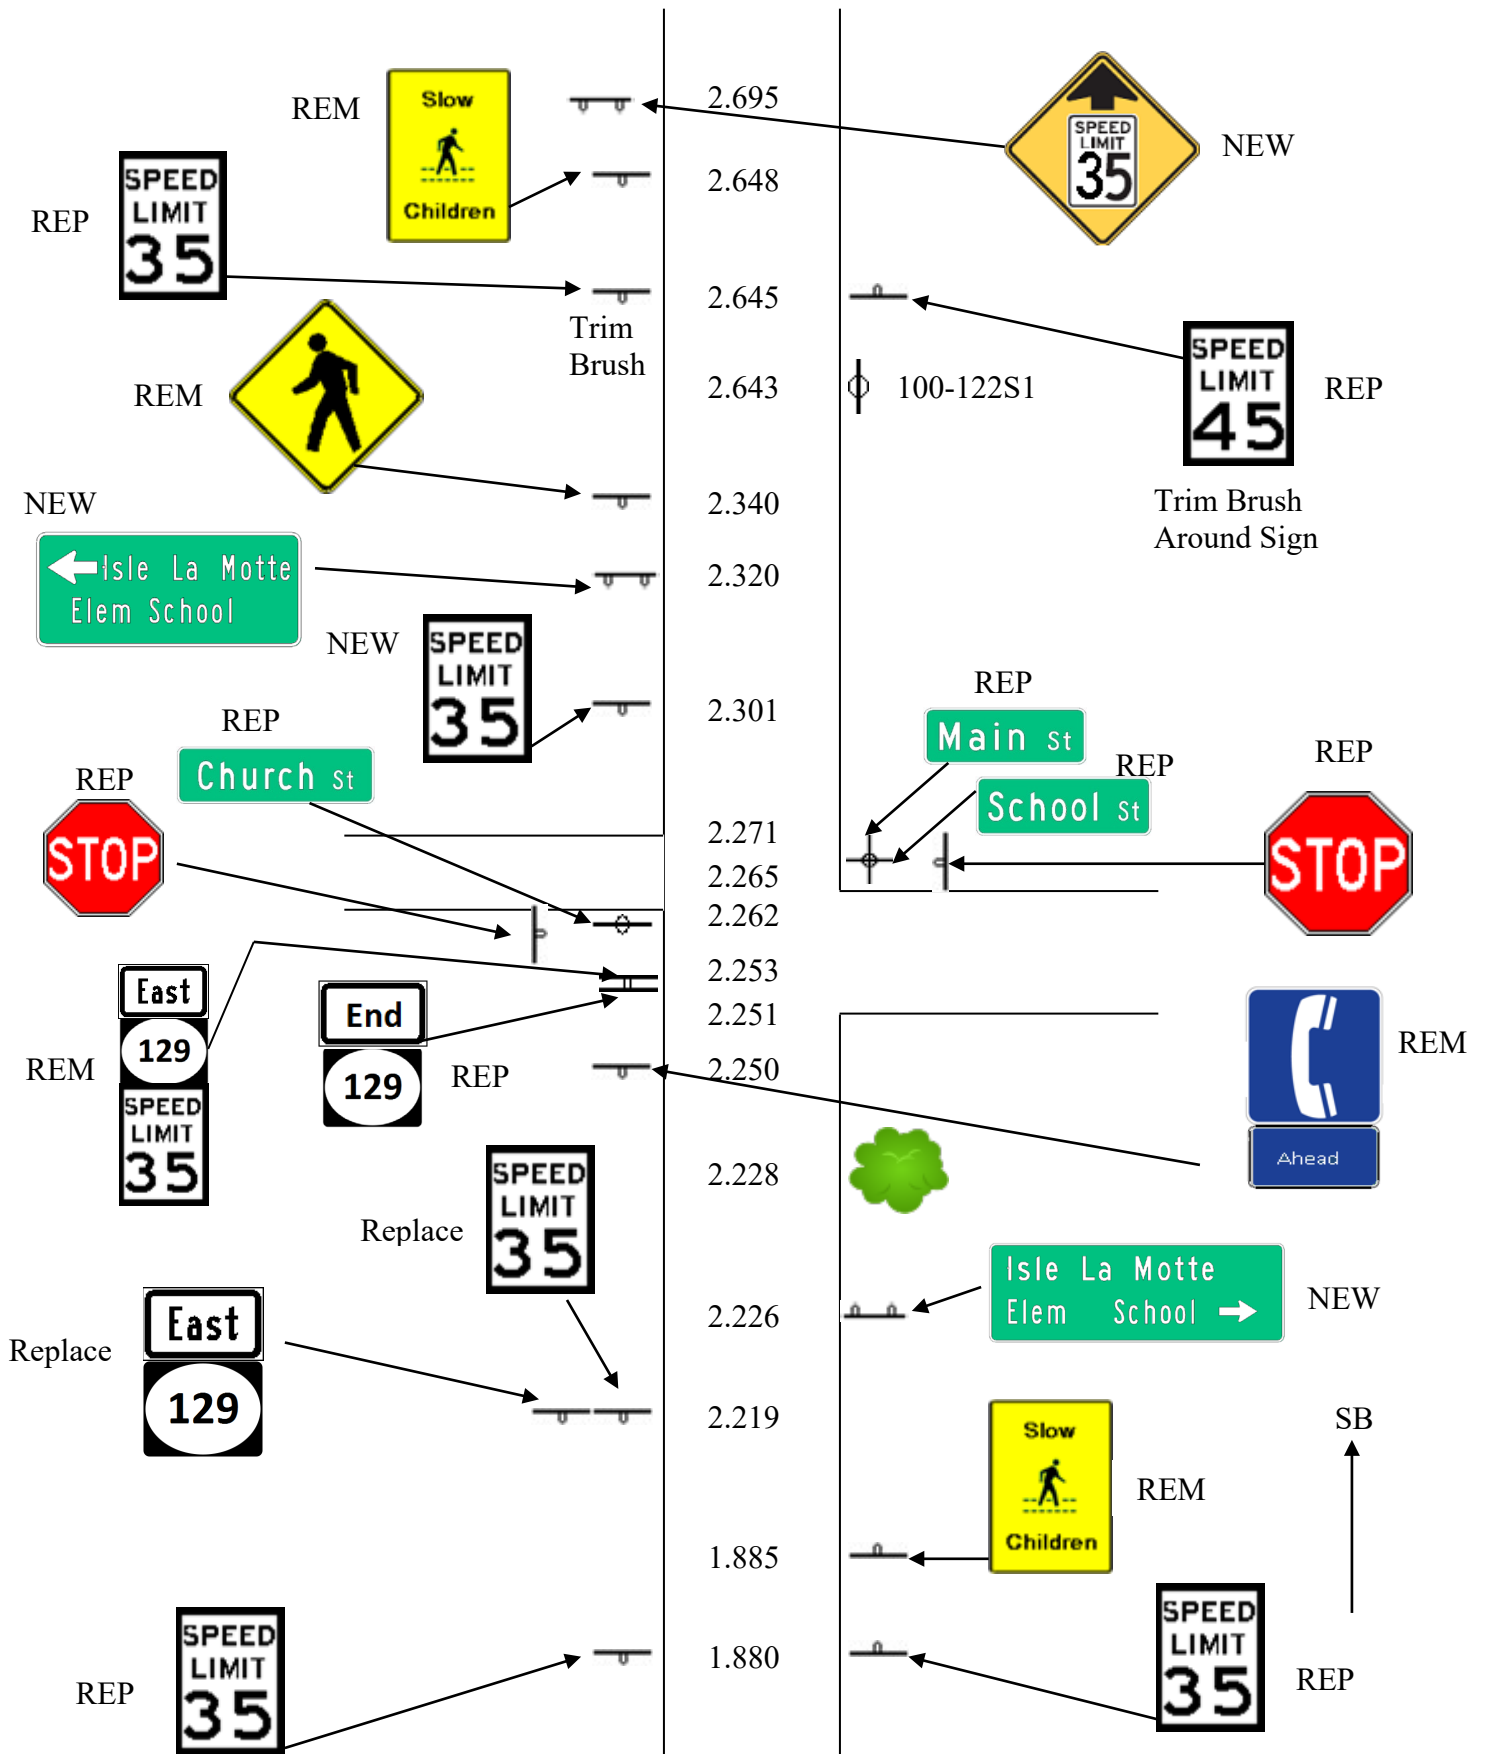 2.695
REM
Slow
Children
SPEED
LIMIT
35
NEW
2.648
SPEED
LIMIT
35
REP
2.645
Trim
Brush
SPEED
LIMIT
45
REP
Trim Brush
Around Sign
REM
2.643
100-122S1
2.340
NEW
Isle La Motte
Elem School
2.320
NEW
SPEED
LIMIT
35
2.301
REP
Main St
REP
School St
REP
STOP
REP
Church St
REP
STOP
2.271
2.265
2.262
2.253
2.251
2.250
East
129
SPEED
LIMIT
35
REM
End
129
REP
REM
Ahead
2.228
Replace
SPEED
LIMIT
35
2.226
Isle La Motte
Elem School
NEW
Replace
East
129
2.219
SB
Slow
Children
REM
1.885
1.880
SPEED
LIMIT
35
REP
SPEED
LIMIT
35
REP